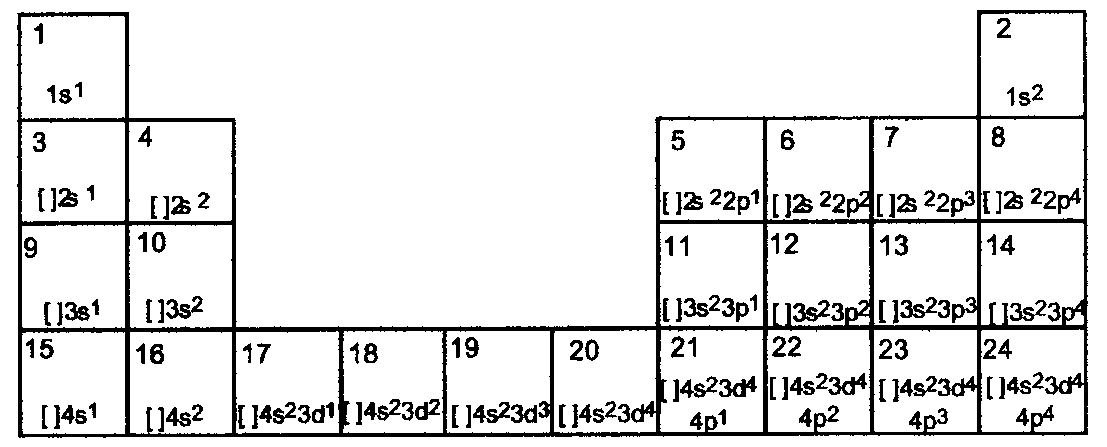 1 2
1s¹ 1s²
3 4 5 6 7 8
[ ]2s ¹ [ ]2s ² [ ]2s ²2p¹ [ ]2s ²2p² [ ]2s ²2p³ [ ]2s ²2p⁴
9 10 11 12 13 14
[ ]3s¹ [ ]3s² [ ]3s²3p¹ [ ]3s²3p² [ ]3s²3p³ [ ]3s²3p⁴
15 16 17 18 19 20 21 22 23 24
[ ]4s¹ [ ]4s² [ ]4s²3d¹ [ ]4s²3d² [ ]4s²3d³ [ ]4s²3d⁴ [ ]4s²3d⁴ [ ]4s²3d⁴ [ ]4s²3d⁴ [ ]4s²3d⁴
4p¹ 4p² 4p³ 4p⁴